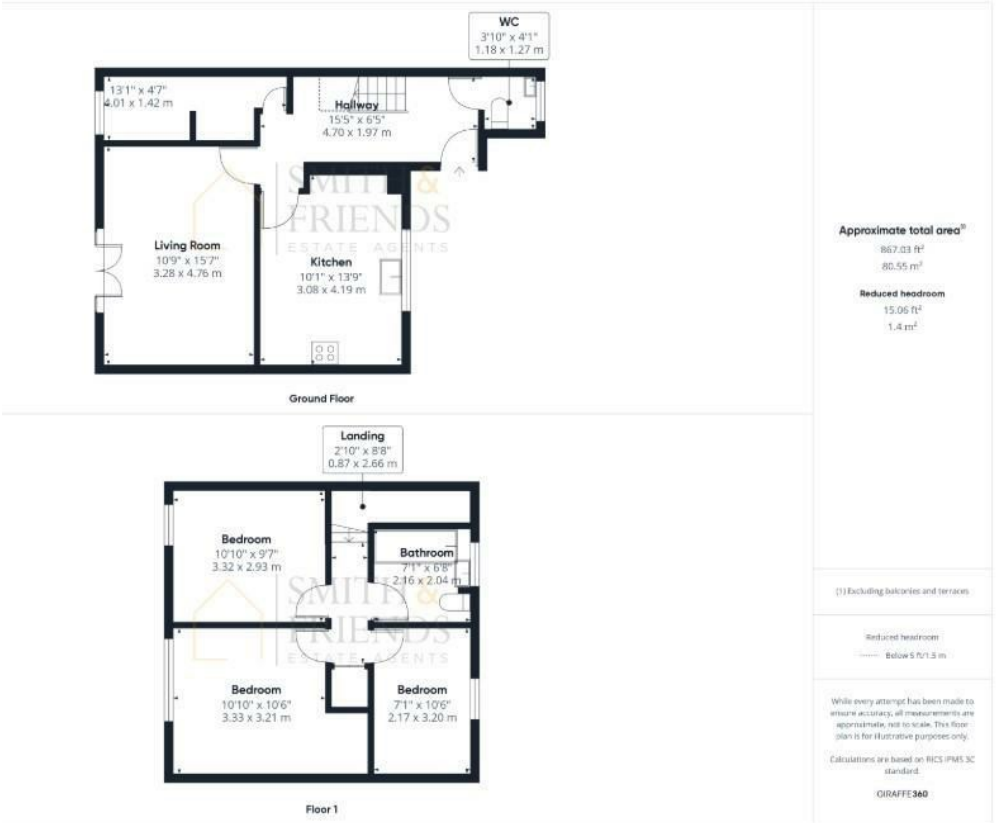 WC
3'10" x 4'1"
1.18 x 1.27 m
13'1" x 4'7"
4.01 x 1.42 m
Hallway
15'5" x 6'5"
4.70 x 1.97 m
SMITH &
FRIENDS
ESTATE AGENTS
Living Room
10'9" x 15'7"
3.28 x 4.76 m
Kitchen
10'1" x 13'9"
3.08 x 4.19 m
Ground Floor
Landing
2'10" x 8'8"
0.87 x 2.66 m
Bedroom
10'10" x 9'7"
3.32 x 2.93 m
Bathroom
7'1" x 6'8"
2.16 x 2.04 m
SMITH &
FRIENDS
ESTATE AGENTS
Bedroom
10'10" x 10'6"
3.33 x 3.21 m
Bedroom
7'1" x 10'6"
2.17 x 3.20 m
Floor 1
Approximate total area⁽¹⁾
867.03 ft²
80.55 m²
Reduced headroom
15.06 ft²
1.4 m²
(1) Excluding balconies and terraces
Reduced headroom
Below 5 ft/1.5 m
While every attempt has been made to
ensure accuracy, all measurements are
approximate, not to scale. This floor
plan is for illustrative purposes only.
Calculations are based on RICS IPMS 3C
standard.
GIRAFFE360